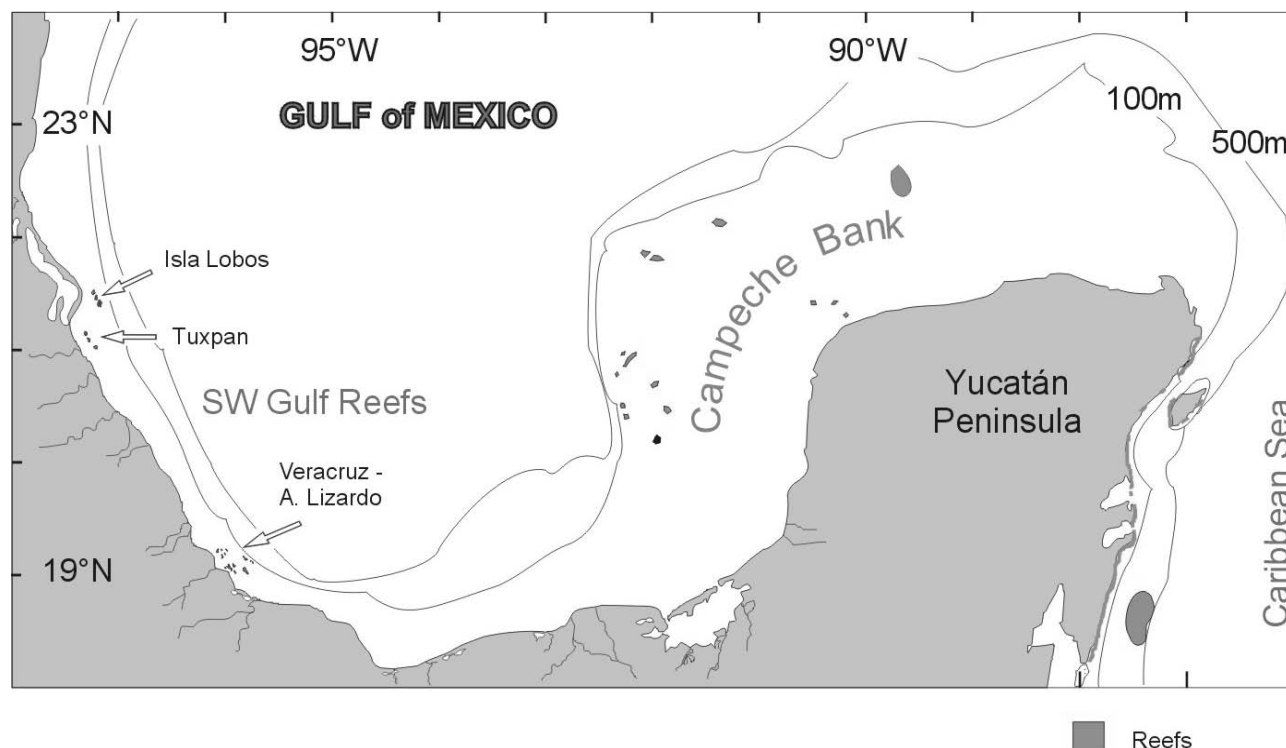 95°W
90°W
GULF of MEXICO
23°N
100m
500m
Isla Lobos
Tuxpan
SW Gulf Reefs
Campeche Bank
Yucatán
Peninsula
Veracruz -
A. Lizardo
19°N
Caribbean Sea
Reefs